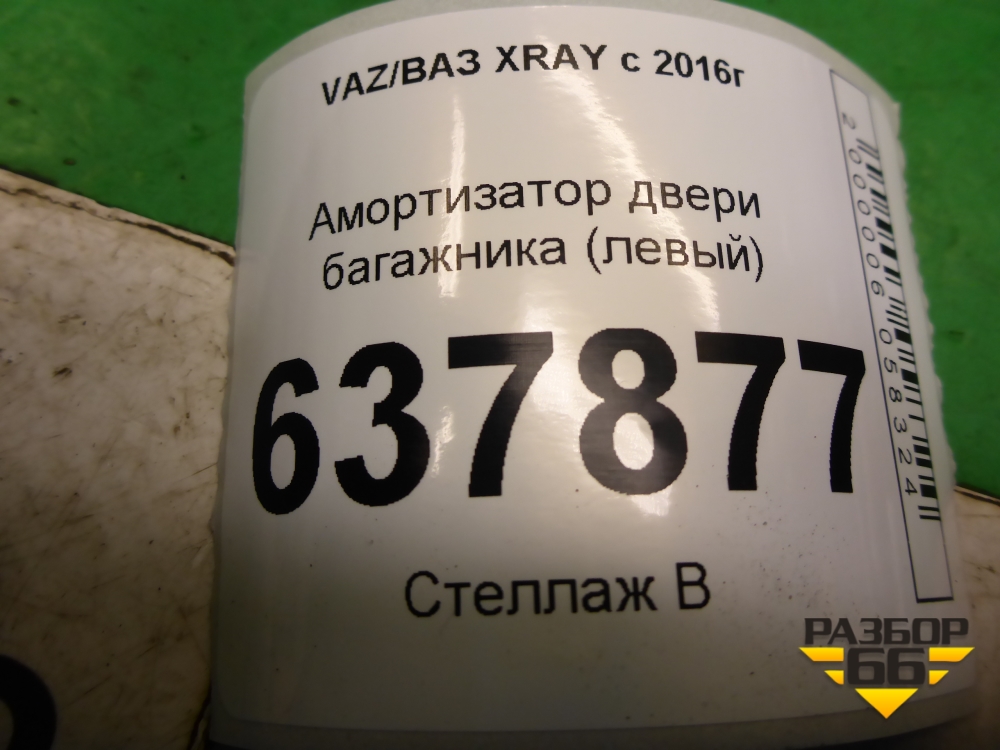 VAZ/ВАЗ XRAY с 2016г
Амортизатор двери
багажника (левый)
637877
Стеллаж В
2000006058324
РАЗБОР
66